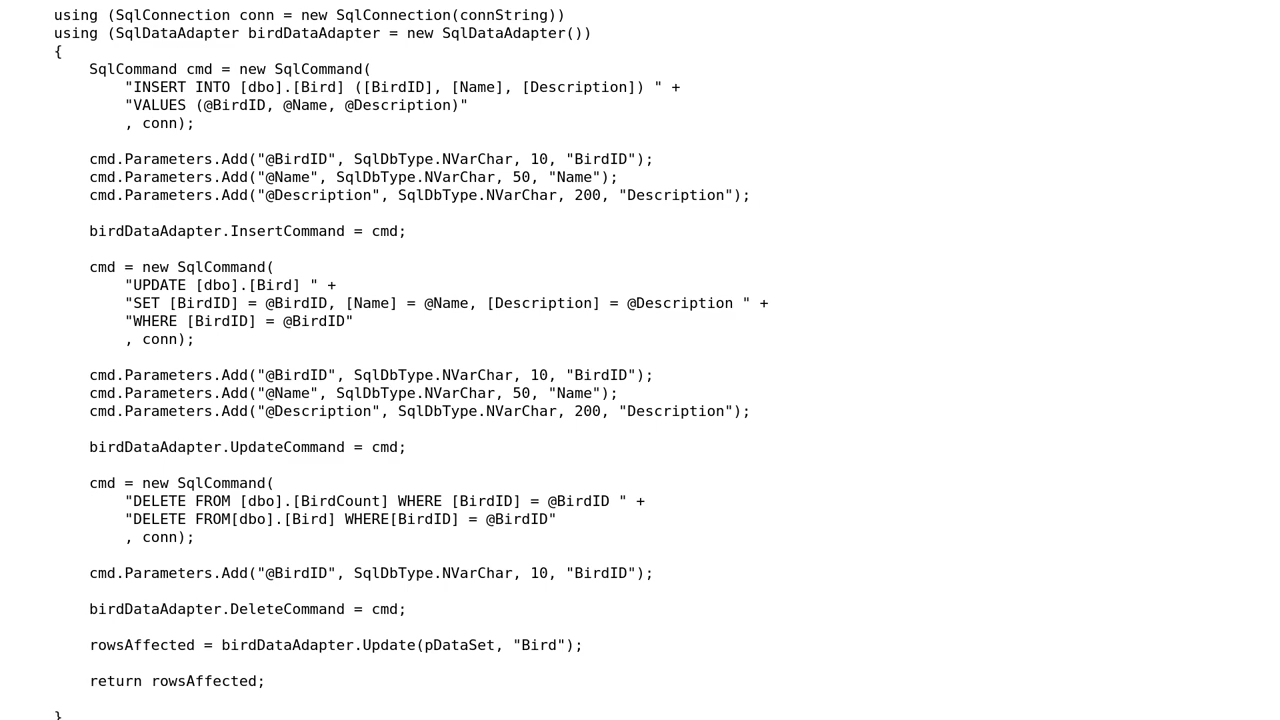 using (SqlConnection conn = new SqlConnection(connString))
using (SqlDataAdapter birdDataAdapter = new SqlDataAdapter())
{
    SqlCommand cmd = new SqlCommand(
        "INSERT INTO [dbo].[Bird] ([BirdID], [Name], [Description]) " +
        "VALUES (@BirdID, @Name, @Description)"
        , conn);

    cmd.Parameters.Add("@BirdID", SqlDbType.NVarChar, 10, "BirdID");
    cmd.Parameters.Add("@Name", SqlDbType.NVarChar, 50, "Name");
    cmd.Parameters.Add("@Description", SqlDbType.NVarChar, 200, "Description");

    birdDataAdapter.InsertCommand = cmd;

    cmd = new SqlCommand(
        "UPDATE [dbo].[Bird] " +
        "SET [BirdID] = @BirdID, [Name] = @Name, [Description] = @Description " +
        "WHERE [BirdID] = @BirdID"
        , conn);

    cmd.Parameters.Add("@BirdID", SqlDbType.NVarChar, 10, "BirdID");
    cmd.Parameters.Add("@Name", SqlDbType.NVarChar, 50, "Name");
    cmd.Parameters.Add("@Description", SqlDbType.NVarChar, 200, "Description");

    birdDataAdapter.UpdateCommand = cmd;

    cmd = new SqlCommand(
        "DELETE FROM [dbo].[BirdCount] WHERE [BirdID] = @BirdID " +
        "DELETE FROM[dbo].[Bird] WHERE[BirdID] = @BirdID"
        , conn);

    cmd.Parameters.Add("@BirdID", SqlDbType.NVarChar, 10, "BirdID");

    birdDataAdapter.DeleteCommand = cmd;

    rowsAffected = birdDataAdapter.Update(pDataSet, "Bird");

    return rowsAffected;

}